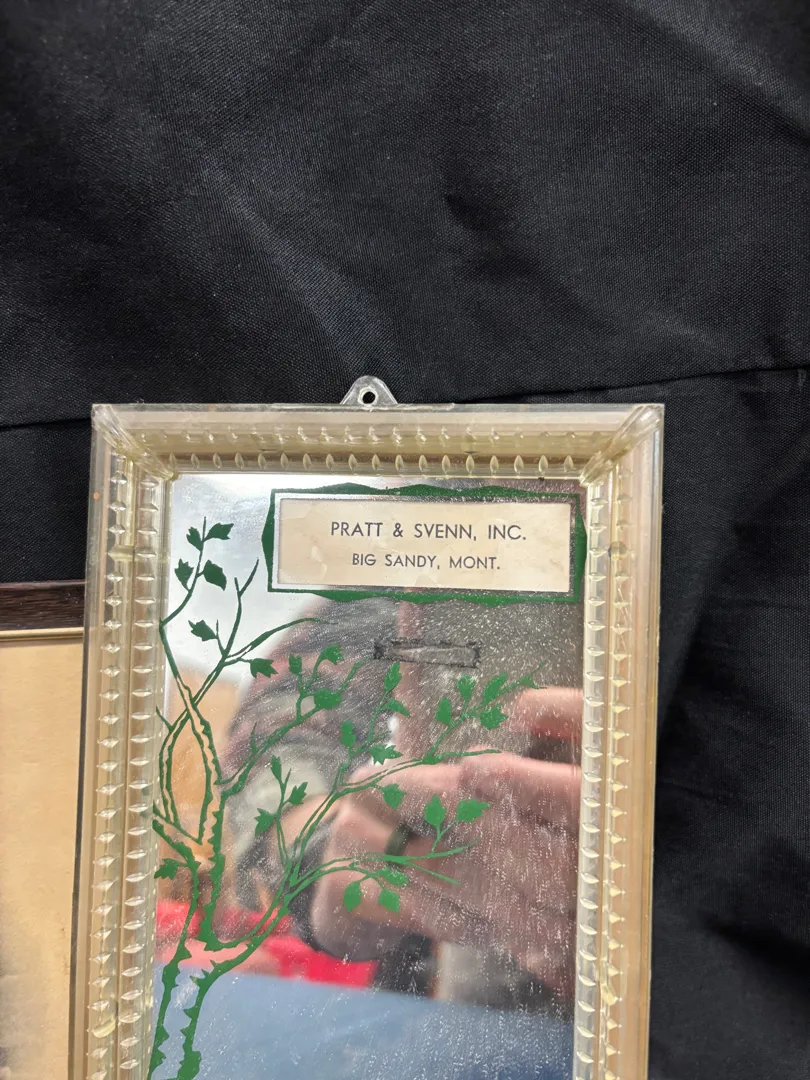 PRATT & SVENN, INC.
BIG SANDY, MONT.